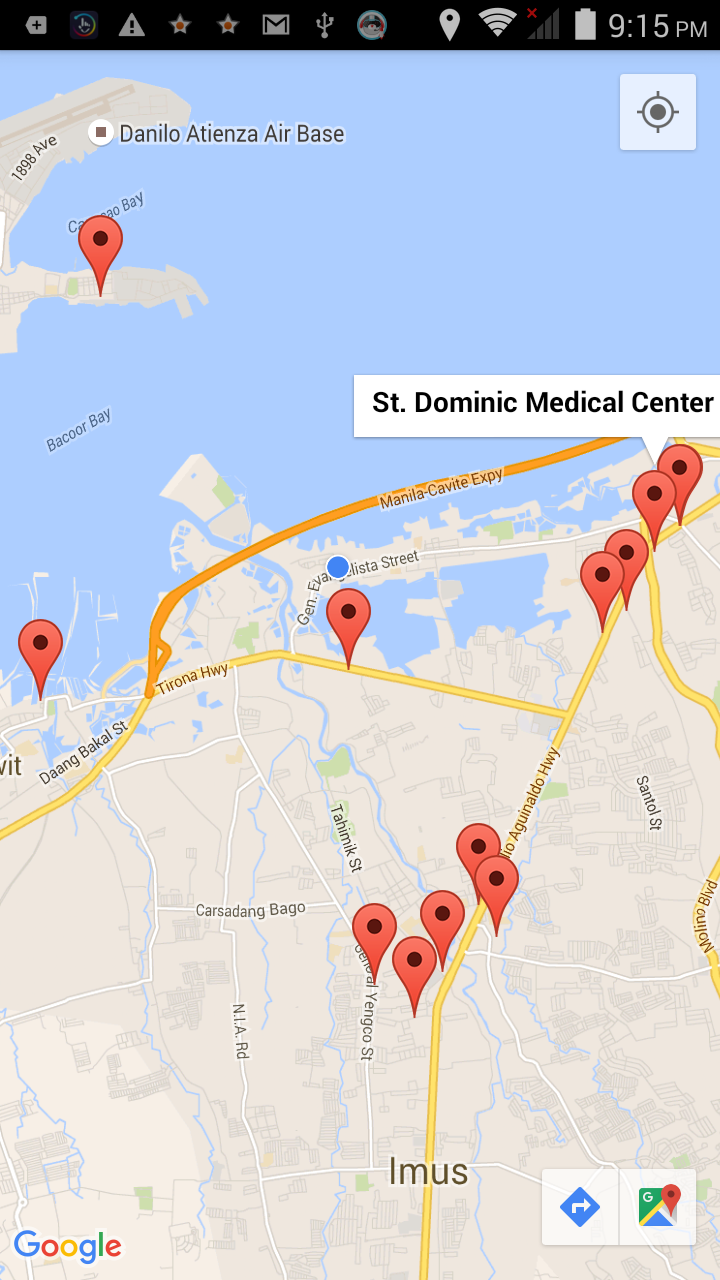 9:15 PM
Danilo Atienza Air Base
1898 Ave
Bay
Bacoor Bay
St. Dominic Medical Center
Manila-Cavite Expy
Gen. Evangelista Street
Tirona Hwy
Daang Bakal St
Aguinaldo Hwy
Santol St
Tahimik St
Molino Blvd
Carsadang Bago
General Yengco St
N.I.A. Rd
Imus
G
Google